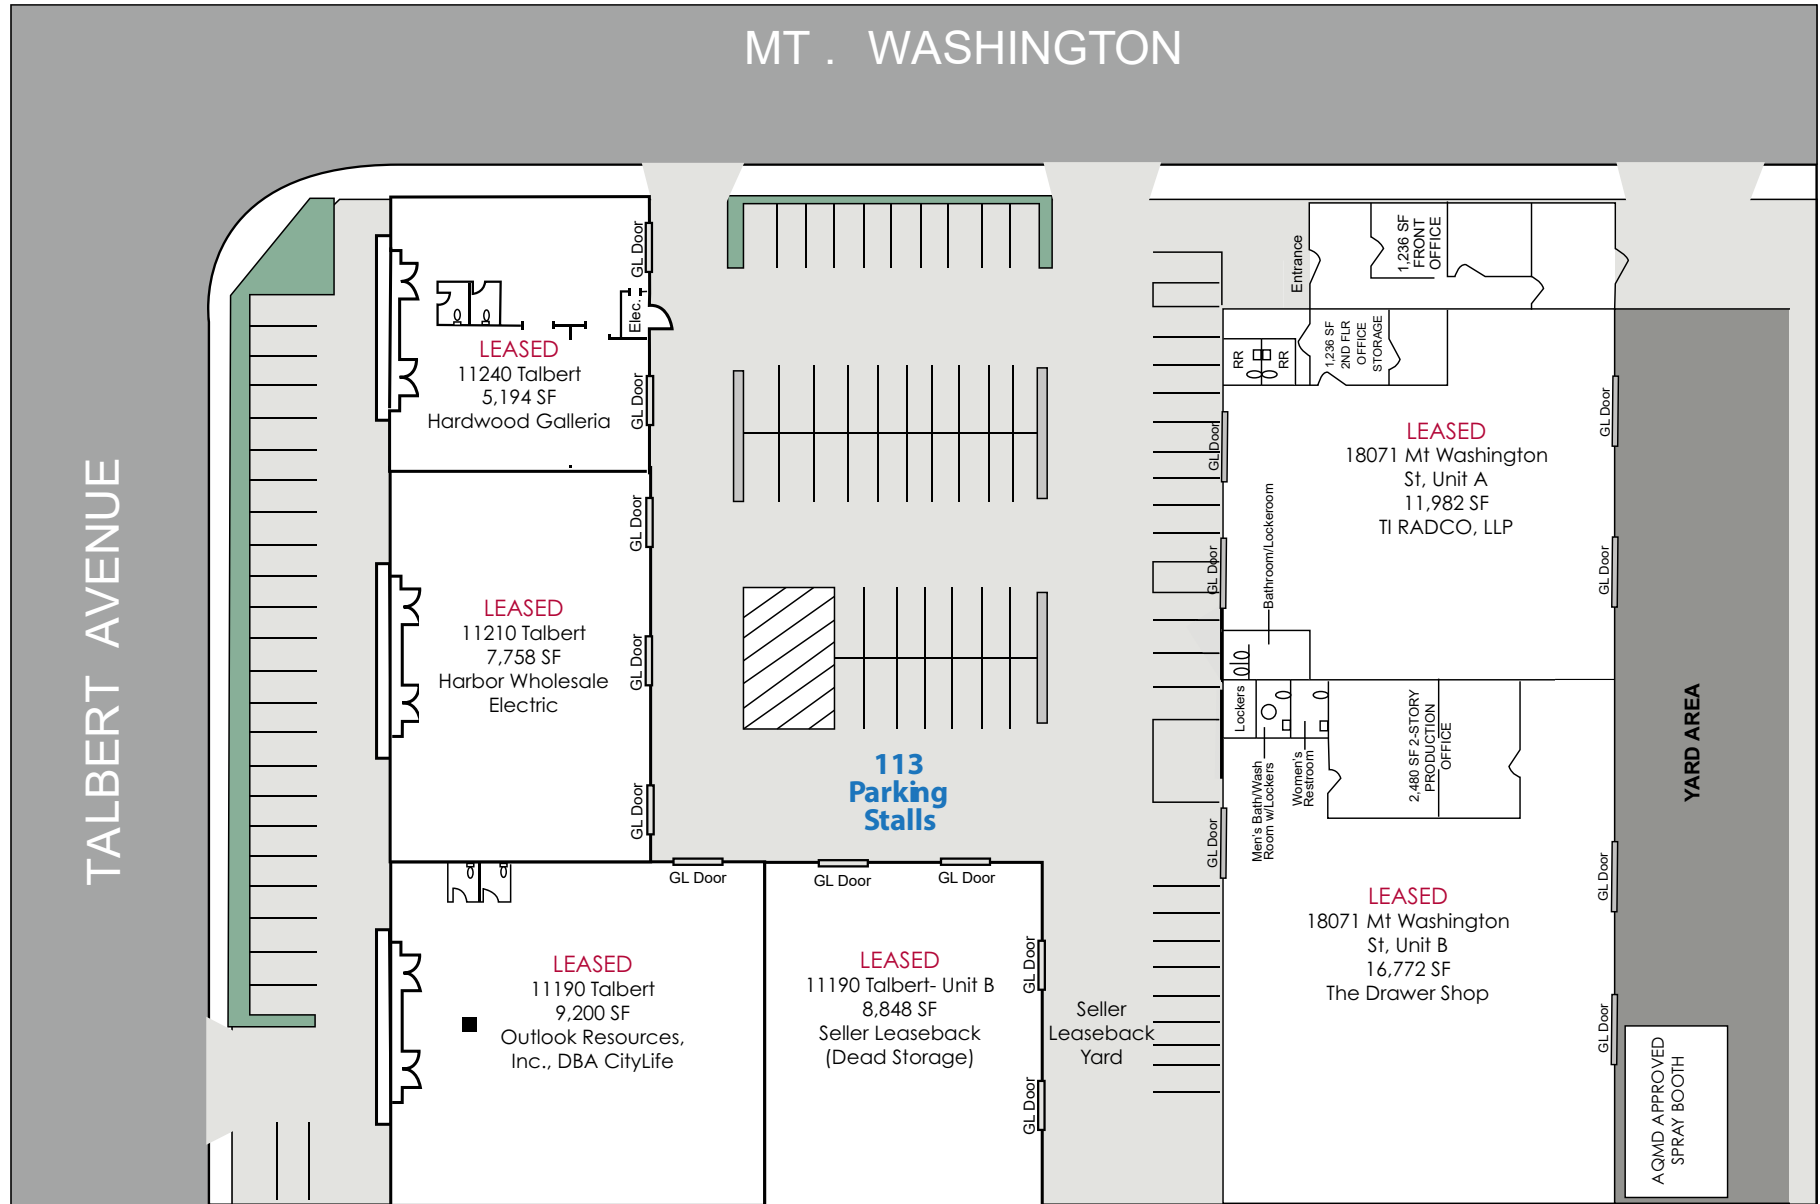 MT . WASHINGTON
TALBERT AVENUE
GL Door
Elec.
LEASED
11240 Talbert
5,194 SF
Hardwood Galleria
GL Door
GL Door
LEASED
11210 Talbert
7,758 SF
Harbor Wholesale
Electric
GL Door
GL Door
113
Parking
Stalls
GL Door
GL Door
GL Door
LEASED
11190 Talbert
9,200 SF
Outlook Resources,
Inc., DBA CityLife
LEASED
11190 Talbert- Unit B
8,848 SF
Seller Leaseback
(Dead Storage)
GL Door
GL Door
Seller
Leaseback
Yard
Entrance
1,236 SF
FRONT
OFFICE
RR
RR
1,236 SF
2ND FLR
OFFICE
STORAGE
GL Door
GL Door
LEASED
18071 Mt Washington
St, Unit A
11,982 SF
TI RADCO, LLP
GL Door
GL Door
Bathroom/Lockeroom
Lockers
Men's Bath/Wash
Room w/Lockers
Women's
Restroom
2,480 SF 2-STORY
PRODUCTION
OFFICE
GL Door
GL Door
LEASED
18071 Mt Washington
St, Unit B
16,772 SF
The Drawer Shop
GL Door
YARD AREA
AQMD APPROVED
SPRAY BOOTH